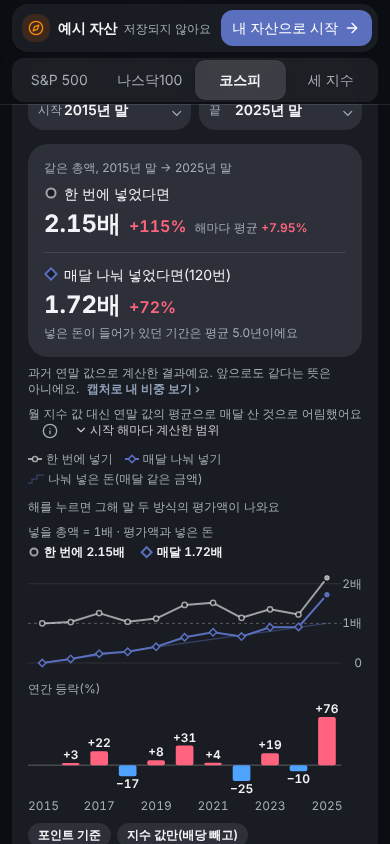 예시 자산 저장되지 않아요 내 자산으로 시작 →
S&P 500 나스닥100 코스피 세 지수
시작 2015년 말 끝 2025년 말
같은 총액, 2015년 말 → 2025년 말
한 번에 넣었다면
2.15배 +115% 해마다 평균 +7.95%
매달 나눠 넣었다면(120번)
1.72배 +72%
넣은 돈이 들어가 있던 기간은 평균 5.0년이에요
과거 연말 값으로 계산한 결과예요. 앞으로도 같다는 뜻은
아니에요. 캡처로 내 비중 보기 ›
월 지수 값 대신 연말 값의 평균으로 매달 산 것으로 어림했어요
시작 해마다 계산한 범위
한 번에 넣기 매달 나눠 넣기
나눠 넣은 돈(매달 같은 금액)
해를 누르면 그해 말 두 방식의 평가액이 나와요
넣을 총액 = 1배 · 평가액과 넣은 돈
한 번에 2.15배 매달 1.72배
2배
1배
0
연간 등락(%)
+3 +22 −17 +8 +31 +4 −25 +19 −10 +76
2015 2017 2019 2021 2023 2025
포인트 기준 지수 값만(배당 빼고)